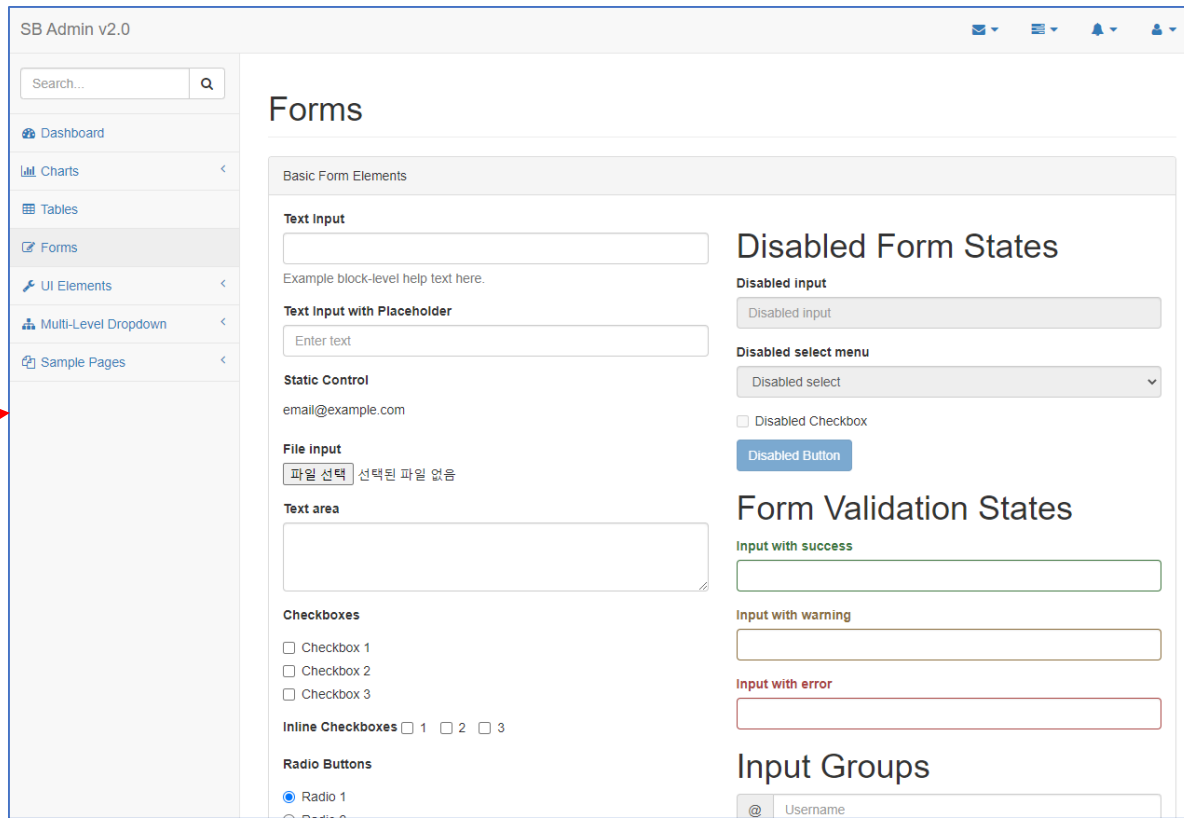 SB Admin v2.0
Search...
Dashboard
Charts
Tables
Forms
UI Elements
Multi-Level Dropdown
Sample Pages
Forms
Basic Form Elements
Text Input
Example block-level help text here.
Text Input with Placeholder
Enter text
Static Control
email@example.com
File input
파일 선택 선택된 파일 없음
Text area
Checkboxes
Checkbox 1
Checkbox 2
Checkbox 3
Inline Checkboxes 1 2 3
Radio Buttons
Radio 1
Disabled Form States
Disabled input
Disabled input
Disabled select menu
Disabled select
Disabled Checkbox
Disabled Button
Form Validation States
Input with success
Input with warning
Input with error
Input Groups
@ Username